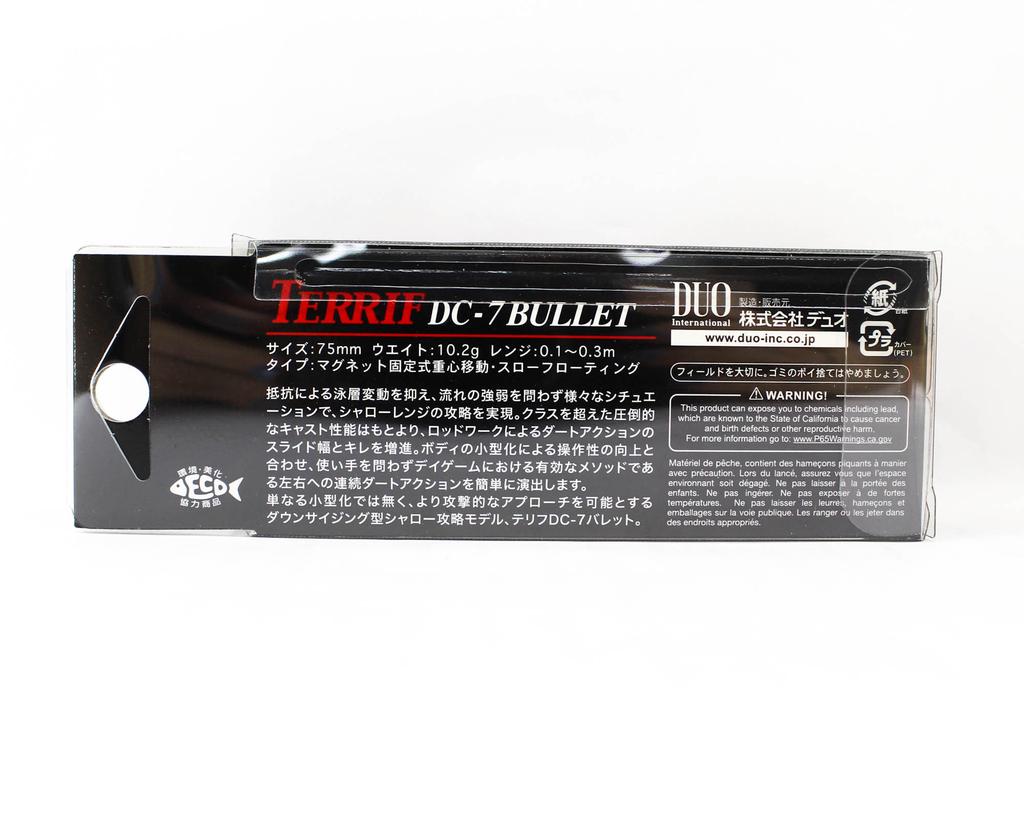 TERRIF DC-7 BULLET
サイズ:75mm ウエイト:10.2g レンジ:0.1〜0.3m
タイプ:マグネット固定式重心移動・スローフローティング
抵抗による泳層変動を抑え、流れの強弱を問わず様々なシチュエ
ーションで、シャローレンジの攻略を実現。クラスを超えた圧倒的
なキャスト性能はもとより、ロッドワークによるダートアクションの
スライド幅とキレを増進。ボディの小型化による操作性の向上と
合わせ、使い手を問わずデイゲームにおける有効なメソッドであ
る左右への連続ダートアクションを簡単に演出します。
単なる小型化では無く、より攻撃的なアプローチを可能とする
ダウンサイジング型シャロー攻略モデル、テリフDC-7バレット。
環境・美化
ECO
協力商品
DUO
International
製造・販売元
株式会社デュオ
www.duo-inc.co.jp
紙
台紙
プラ
カバー
(PET)
フィールドを大切に。ゴミのポイ捨てはやめましょう。
WARNING!
This product can expose you to chemicals including lead,
which are known to the State of California to cause cancer
and birth defects or other reproductive harm.
For more information go to: www.P65Warnings.ca.gov
Matériel de pêche, contient des hameçons piquants à manier
avec précaution. Lors du lancé, assurez vous que l'espace
environnant soit dégagé. Ne pas laisser à la portée des
enfants. Ne pas ingérer. Ne pas exposer à de fortes
températures. Ne pas laisser les leurres, hameçons et
emballages sur la voie publique. Les ranger ou les jeter dans
des endroits appropriés.